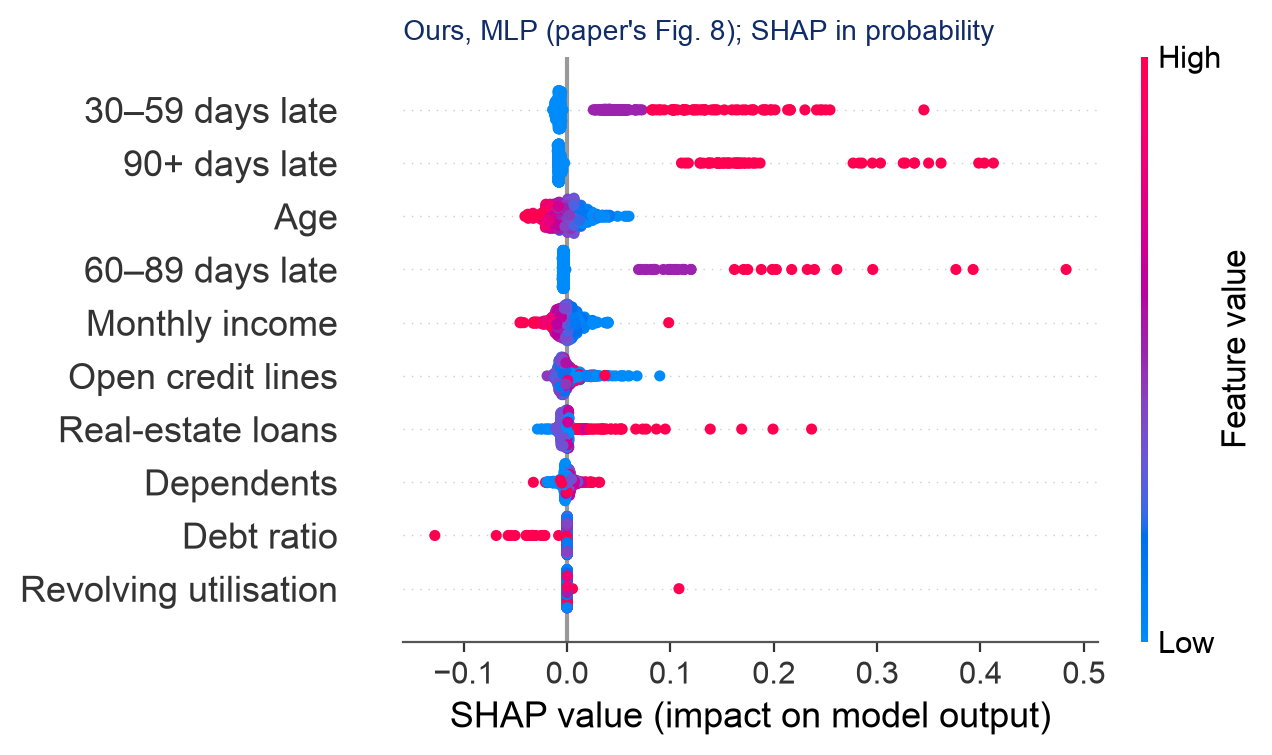 Ours, MLP (paper's Fig. 8); SHAP in probability
High
30–59 days late
90+ days late
Age
60–89 days late
Monthly income
Open credit lines
Real-estate loans
Dependents
Debt ratio
Revolving utilisation
Feature value
Low
−0.1 0.0 0.1 0.2 0.3 0.4 0.5
SHAP value (impact on model output)